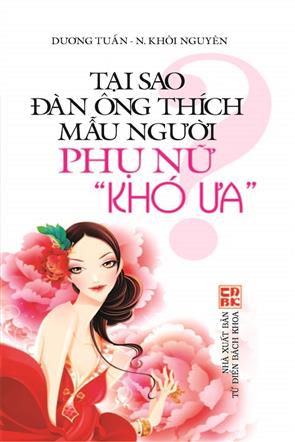 DƯƠNG TUẤN - N. KHÔI NGUYÊN
TẠI SAO
ĐÀN ÔNG THÍCH
MẪU NGƯỜI
PHỤ NỮ
“KHÓ ƯA”
?
CNBK
NHÀ XUẤT BẢN
TỪ ĐIỂN BÁCH KHOA